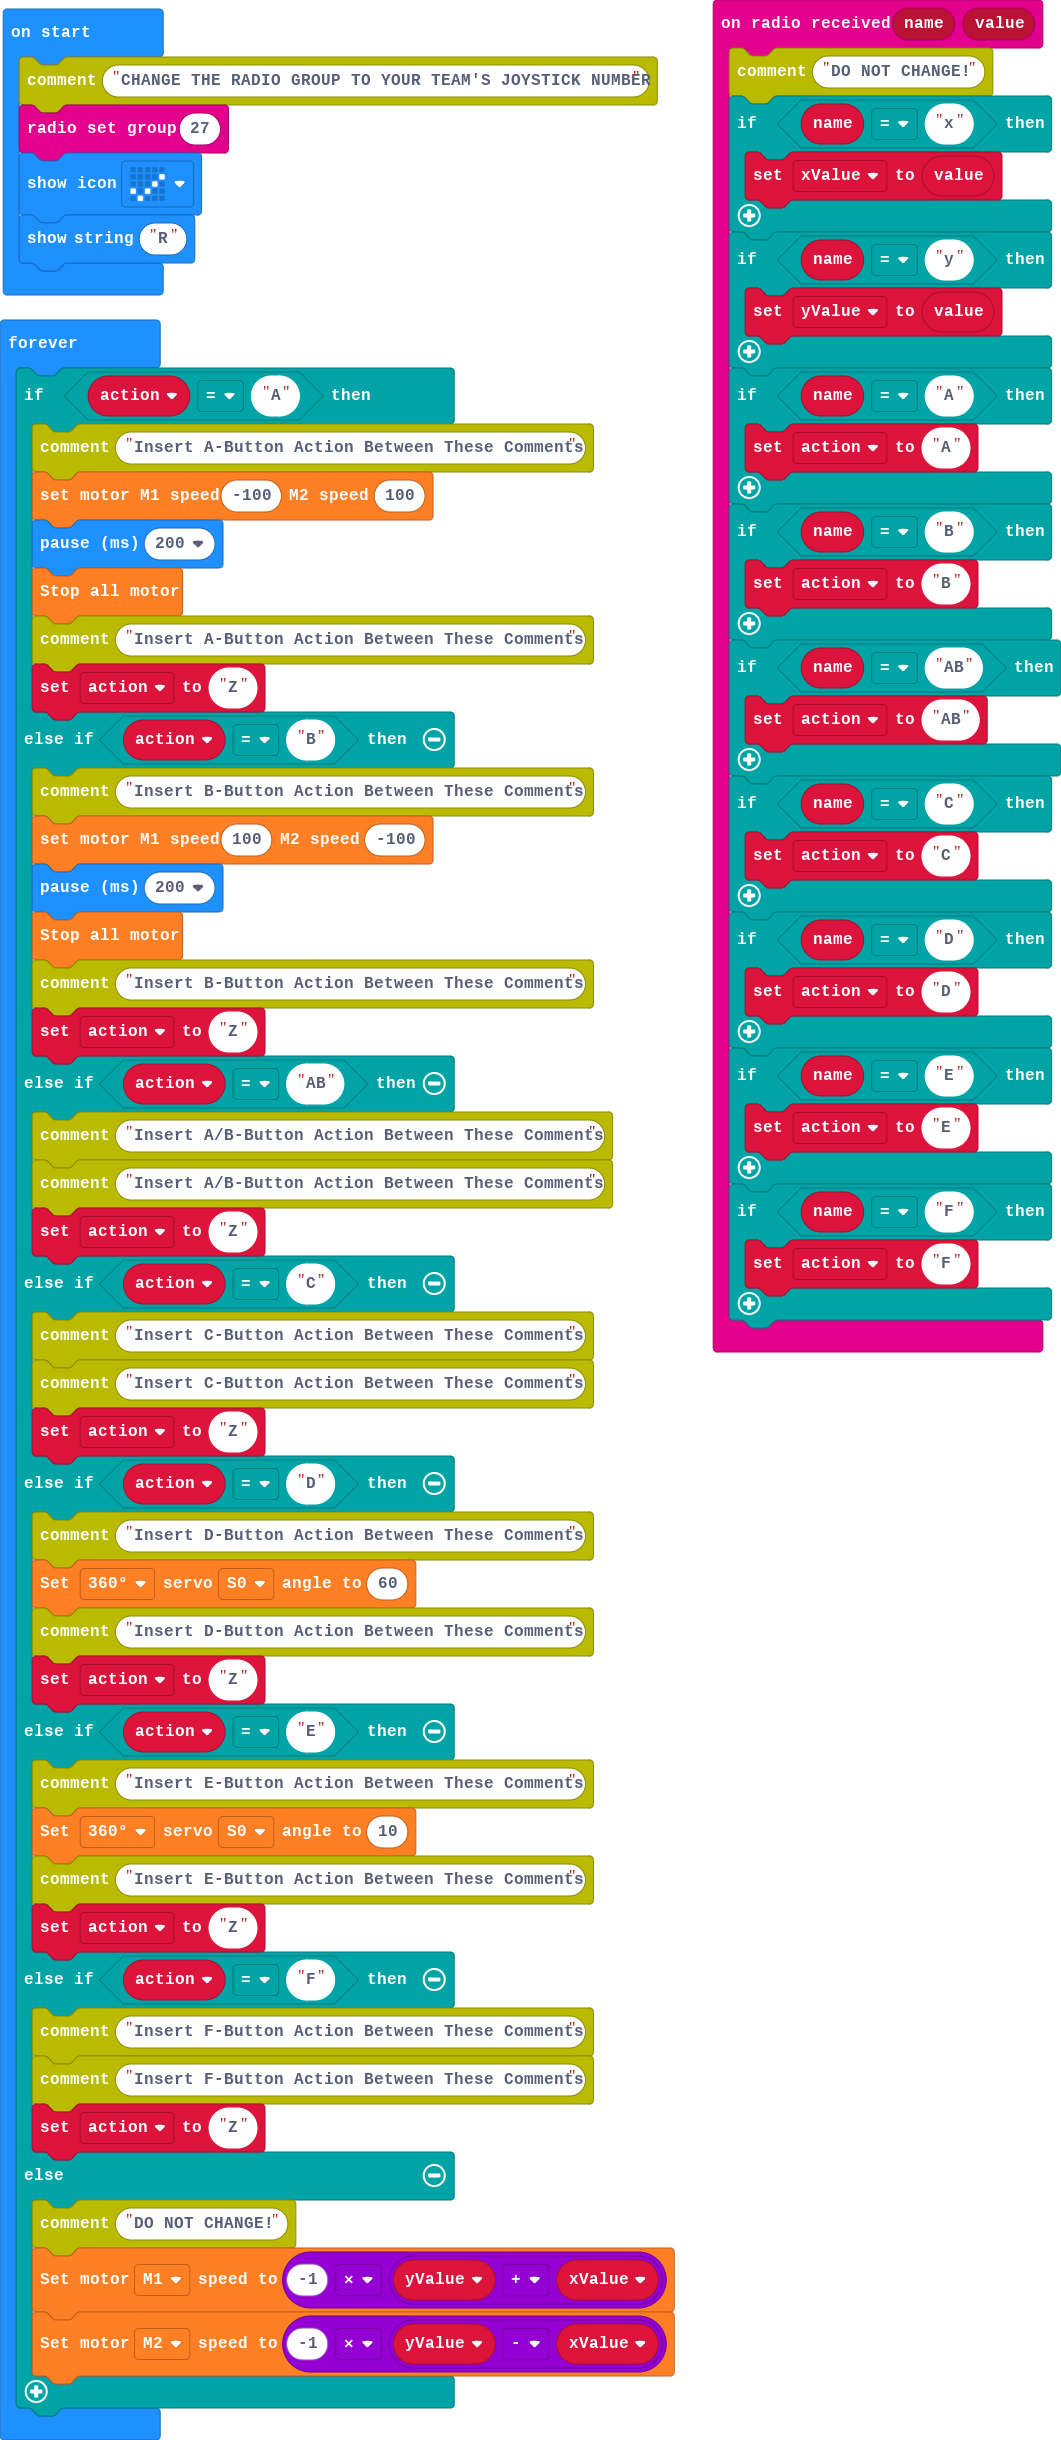 on start
comment "CHANGE THE RADIO GROUP TO YOUR TEAM'S JOYSTICK NUMBER"
radio set group 27
show icon
show string "R"
forever
if action = "A" then
comment "Insert A-Button Action Between These Comments"
set motor M1 speed -100 M2 speed 100
pause (ms) 200
Stop all motor
comment "Insert A-Button Action Between These Comments"
set action to "Z"
else if action = "B" then
comment "Insert B-Button Action Between These Comments"
set motor M1 speed 100 M2 speed -100
pause (ms) 200
Stop all motor
comment "Insert B-Button Action Between These Comments"
set action to "Z"
else if action = "AB" then
comment "Insert A/B-Button Action Between These Comments"
comment "Insert A/B-Button Action Between These Comments"
set action to "Z"
else if action = "C" then
comment "Insert C-Button Action Between These Comments"
comment "Insert C-Button Action Between These Comments"
set action to "Z"
else if action = "D" then
comment "Insert D-Button Action Between These Comments"
Set 360° servo S0 angle to 60
comment "Insert D-Button Action Between These Comments"
set action to "Z"
else if action = "E" then
comment "Insert E-Button Action Between These Comments"
Set 360° servo S0 angle to 10
comment "Insert E-Button Action Between These Comments"
set action to "Z"
else if action = "F" then
comment "Insert F-Button Action Between These Comments"
comment "Insert F-Button Action Between These Comments"
set action to "Z"
else
comment "DO NOT CHANGE!"
Set motor M1 speed to -1 × yValue + xValue
Set motor M2 speed to -1 × yValue - xValue
on radio received name value
comment "DO NOT CHANGE!"
if name = "x" then
set xValue to value
if name = "y" then
set yValue to value
if name = "A" then
set action to "A"
if name = "B" then
set action to "B"
if name = "AB" then
set action to "AB"
if name = "C" then
set action to "C"
if name = "D" then
set action to "D"
if name = "E" then
set action to "E"
if name = "F" then
set action to "F"